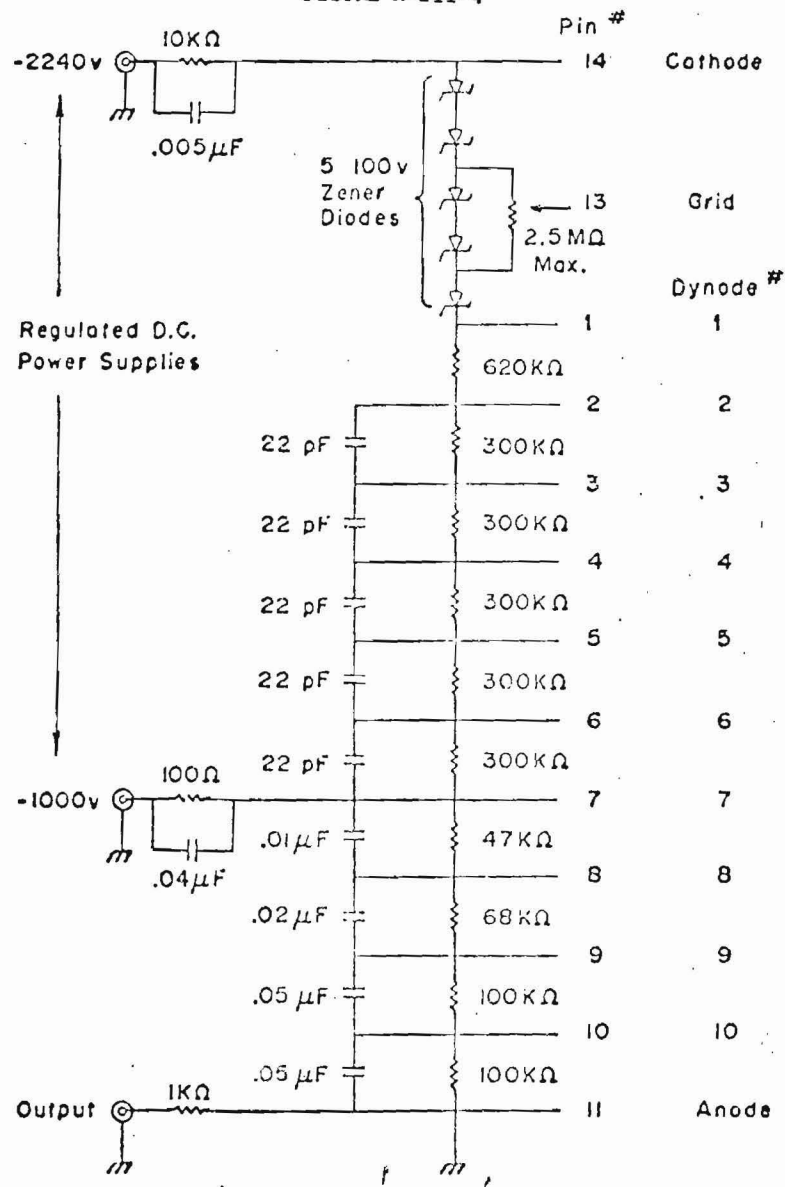 Pin #
-2240v 10KΩ 14 Cathode
.005μF
5 100v
Zener
Diodes
13 Grid
2.5MΩ
Max.
Dynode #
1 1
Regulated D.C.
Power Supplies
620KΩ
2 2
22 pF 300KΩ
3 3
22 pF 300KΩ
4 4
22 pF 300KΩ
5 5
22 pF 300KΩ
6 6
22 pF 300KΩ
-1000v 100Ω 7 7
.01μF 47KΩ
.04μF
8 8
.02μF 68KΩ
9 9
.05μF 100KΩ
10 10
.05μF 100KΩ
Output 1KΩ 11 Anode